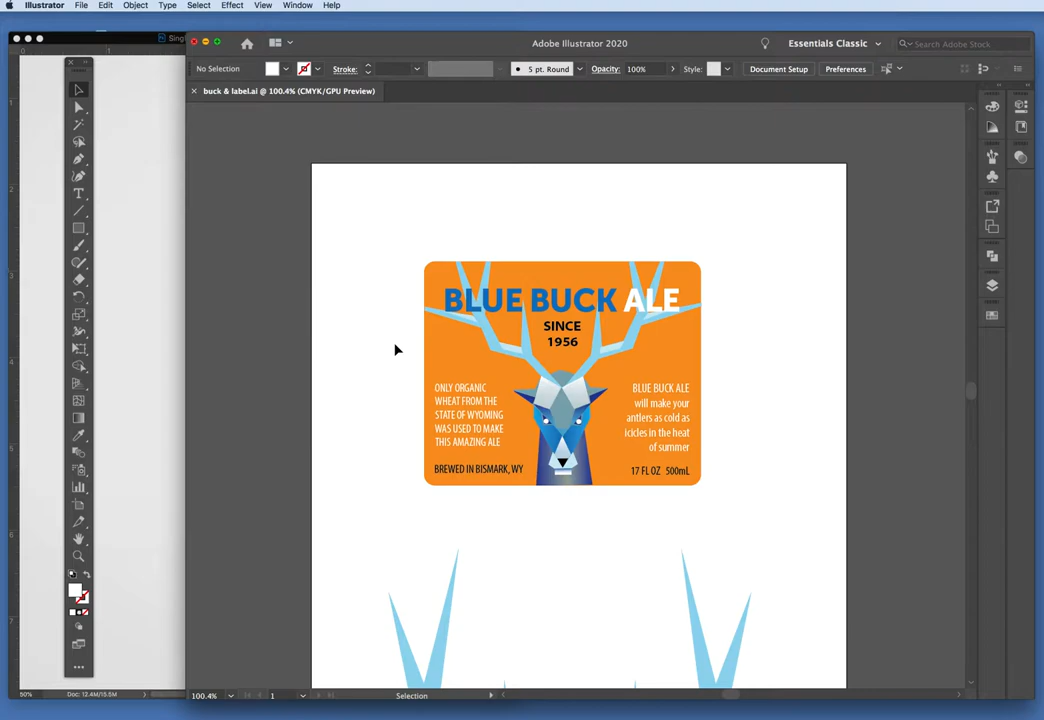 Illustrator File Edit Object Type Select Effect View Window Help
Adobe Illustrator 2020
Essentials Classic
Search Adobe Stock
No Selection
Stroke:
5 pt. Round
Opacity: 100%
Style:
Document Setup
Preferences
buck & label.ai @ 100.4% (CMYK/GPU Preview)
BLUE BUCK ALE
SINCE
1956
ONLY ORGANIC
WHEAT FROM THE
STATE OF WYOMING
WAS USED TO MAKE
THIS AMAZING ALE
BREWED IN BISMARK, WY
BLUE BUCK ALE
will make your
antlers as cold as
icicles in the heat
of summer
17 FL OZ 500mL
50%
Doc: 12.4M/15.5M
100.4%
1
Selection